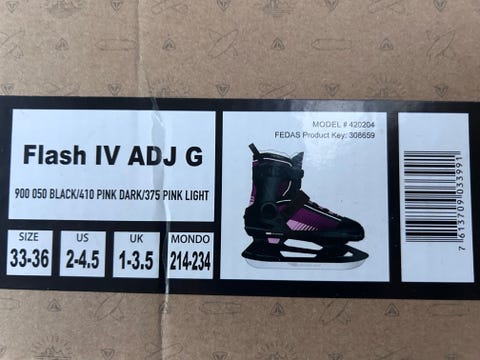 Flash IV ADJ G
900 050 BLACK/410 PINK DARK/375 PINK LIGHT
SIZE
33-36
US
2-4.5
UK
1-3.5
MONDO
214-234
MODEL # 420204
FEDAS Product Key: 308659
7 613709 033991